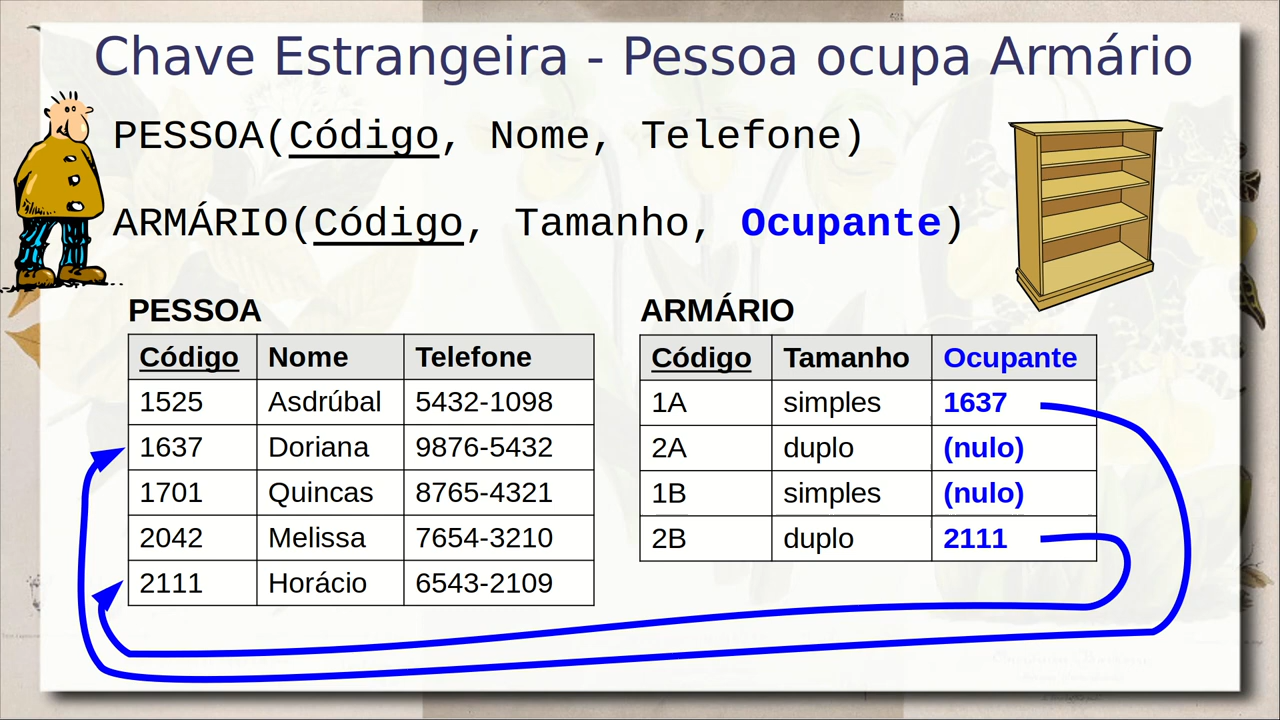 Chave Estrangeira - Pessoa ocupa Armário
PESSOA(Código, Nome, Telefone)
ARMÁRIO(Código, Tamanho, Ocupante)
PESSOA
Código Nome Telefone
1525 Asdrúbal 5432-1098
1637 Doriana 9876-5432
1701 Quincas 8765-4321
2042 Melissa 7654-3210
2111 Horácio 6543-2109
ARMÁRIO
Código Tamanho Ocupante
1A simples 1637
2A duplo (nulo)
1B simples (nulo)
2B duplo 2111